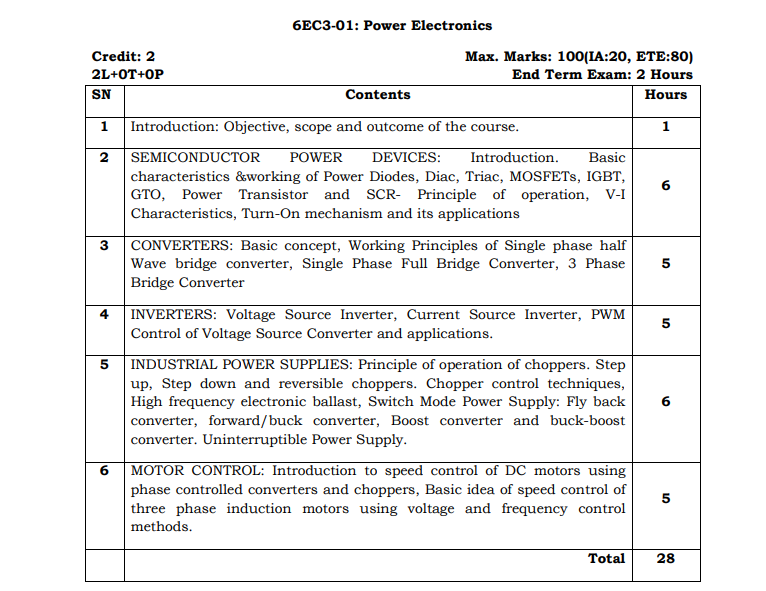 6EC3-01: Power Electronics
Credit: 2 Max. Marks: 100(IA:20, ETE:80)
2L+0T+0P End Term Exam: 2 Hours
SN Contents Hours
1 Introduction: Objective, scope and outcome of the course. 1
2 SEMICONDUCTOR POWER DEVICES: Introduction. Basic
characteristics &working of Power Diodes, Diac, Triac, MOSFETs, IGBT,
GTO, Power Transistor and SCR- Principle of operation, V-I
Characteristics, Turn-On mechanism and its applications
6
3 CONVERTERS: Basic concept, Working Principles of Single phase half
Wave bridge converter, Single Phase Full Bridge Converter, 3 Phase
Bridge Converter
5
4 INVERTERS: Voltage Source Inverter, Current Source Inverter, PWM
Control of Voltage Source Converter and applications.
5
5 INDUSTRIAL POWER SUPPLIES: Principle of operation of choppers. Step
up, Step down and reversible choppers. Chopper control techniques,
High frequency electronic ballast, Switch Mode Power Supply: Fly back
converter, forward/buck converter, Boost converter and buck-boost
converter. Uninterruptible Power Supply.
6
6 MOTOR CONTROL: Introduction to speed control of DC motors using
phase controlled converters and choppers, Basic idea of speed control of
three phase induction motors using voltage and frequency control
methods.
5
Total 28